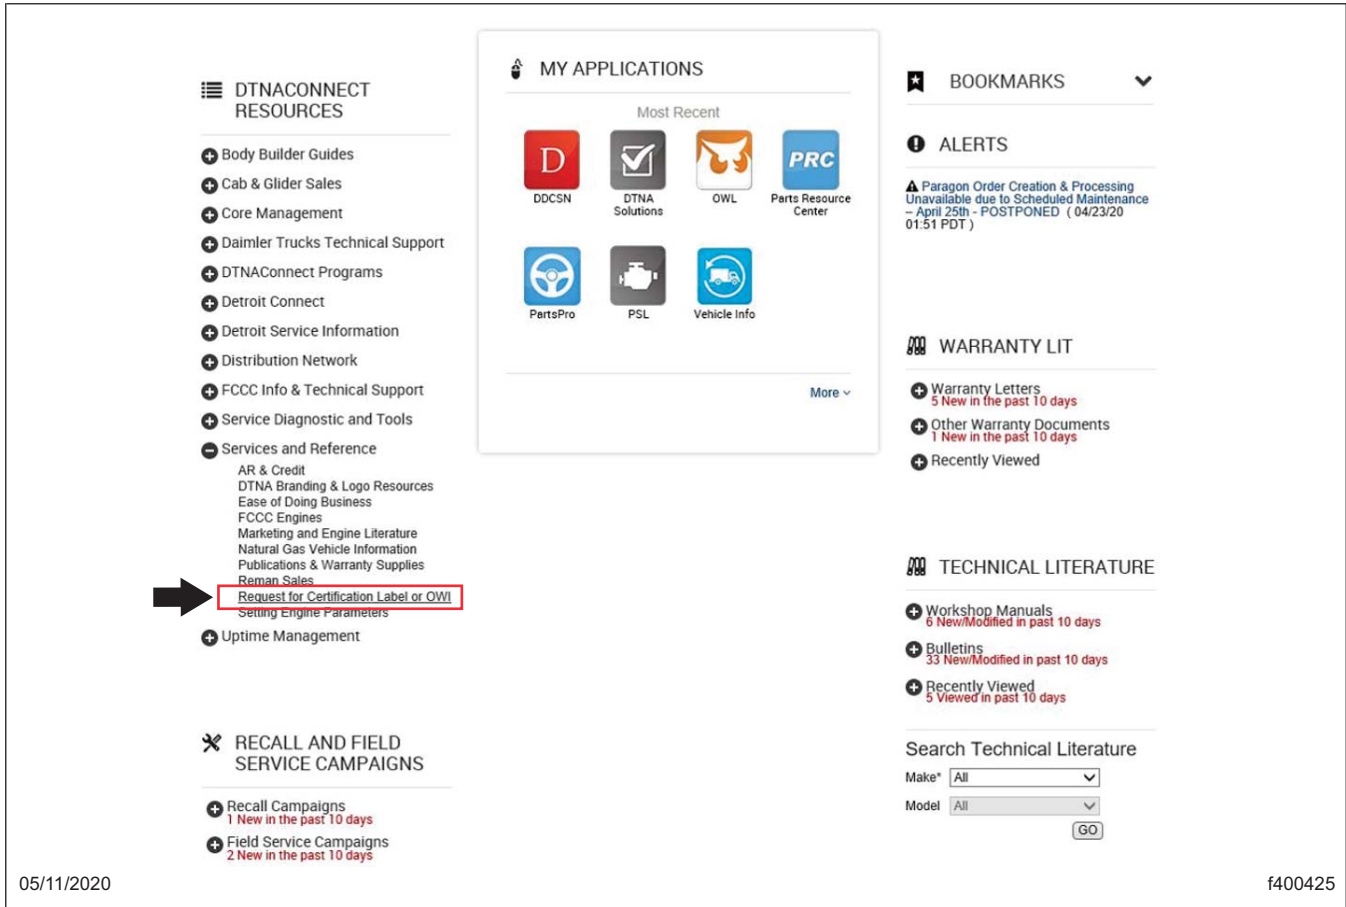 DTNACONNECT
RESOURCES
Body Builder Guides
Cab & Glider Sales
Core Management
Daimler Trucks Technical Support
DTNAConnect Programs
Detroit Connect
Detroit Service Information
Distribution Network
FCCC Info & Technical Support
Service Diagnostic and Tools
Services and Reference
AR & Credit
DTNA Branding & Logo Resources
Ease of Doing Business
FCCC Engines
Marketing and Engine Literature
Natural Gas Vehicle Information
Publications & Warranty Supplies
Reman Sales
Request for Certification Label or OWI
Setting Engine Parameters
Uptime Management
RECALL AND FIELD
SERVICE CAMPAIGNS
Recall Campaigns
1 New in the past 10 days
Field Service Campaigns
2 New in the past 10 days
MY APPLICATIONS
Most Recent
D
PRC
DDCSN
DTNA
Solutions
OWL
Parts Resource
Center
PartsPro
PSL
Vehicle Info
More
BOOKMARKS
ALERTS
Paragon Order Creation & Processing
Unavailable due to Scheduled Maintenance
– April 25th - POSTPONED ( 04/23/20
01:51 PDT )
WARRANTY LIT
Warranty Letters
5 New in the past 10 days
Other Warranty Documents
1 New in the past 10 days
Recently Viewed
TECHNICAL LITERATURE
Workshop Manuals
6 New/Modified in past 10 days
Bulletins
33 New/Modified in past 10 days
Recently Viewed
5 Viewed in past 10 days
Search Technical Literature
Make* All
Model All
GO
05/11/2020
f400425